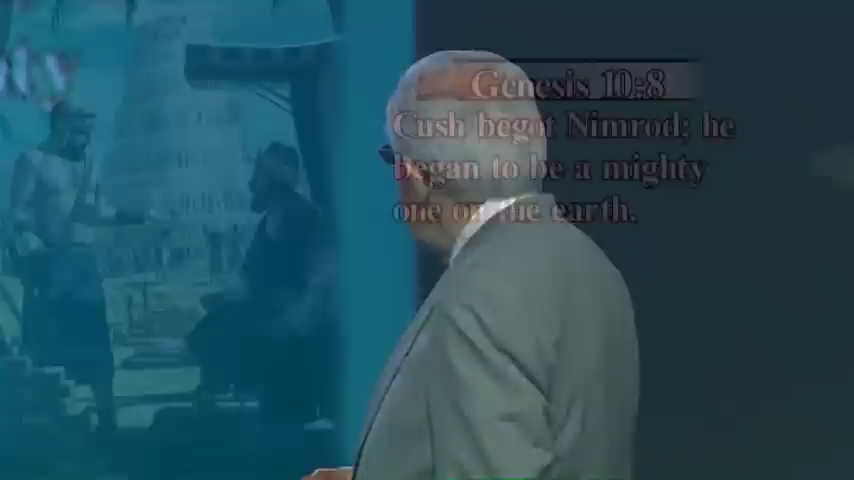 Genesis 10:8
Cush begot Nimrod; he
began to be a mighty
one on the earth.